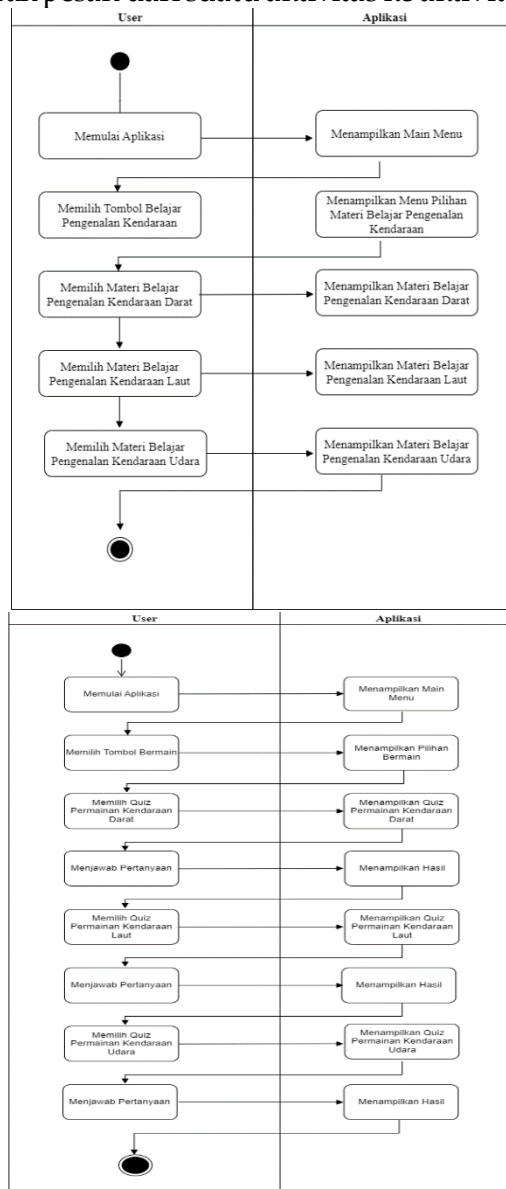 User Aplikasi
Memulai Aplikasi
Menampilkan Main Menu
Memilih Tombol Belajar
Pengenalan Kendaraan
Menampilkan Menu Pilihan
Materi Belajar Pengenalan
Kendaraan
Memilih Materi Belajar
Pengenalan Kendaraan Darat
Menampilkan Materi Belajar
Pengenalan Kendaraan Darat
Memilih Materi Belajar
Pengenalan Kendaraan Laut
Menampilkan Materi Belajar
Pengenalan Kendaraan Laut
Memilih Materi Belajar
Pengenalan Kendaraan Udara
Menampilkan Materi Belajar
Pengenalan Kendaraan Udara
User Aplikasi
Memulai Aplikasi
Menampilkan Main
Menu
Memilih Tombol Bermain
Menampilkan Pilihan
Bermain
Memilih Quiz
Permainan Kendaraan
Darat
Menampilkan Quiz
Permainan Kendaraan
Darat
Menjawab Pertanyaan
Menampilkan Hasil
Memilih Quiz
Permainan Kendaraan
Laut
Menampilkan Quiz
Permainan Kendaraan
Laut
Menjawab Pertanyaan
Menampilkan Hasil
Memilih Quiz
Permainan Kendaraan
Udara
Menampilkan Quiz
Permainan Kendaraan
Udara
Menjawab Pertanyaan
Menampilkan Hasil